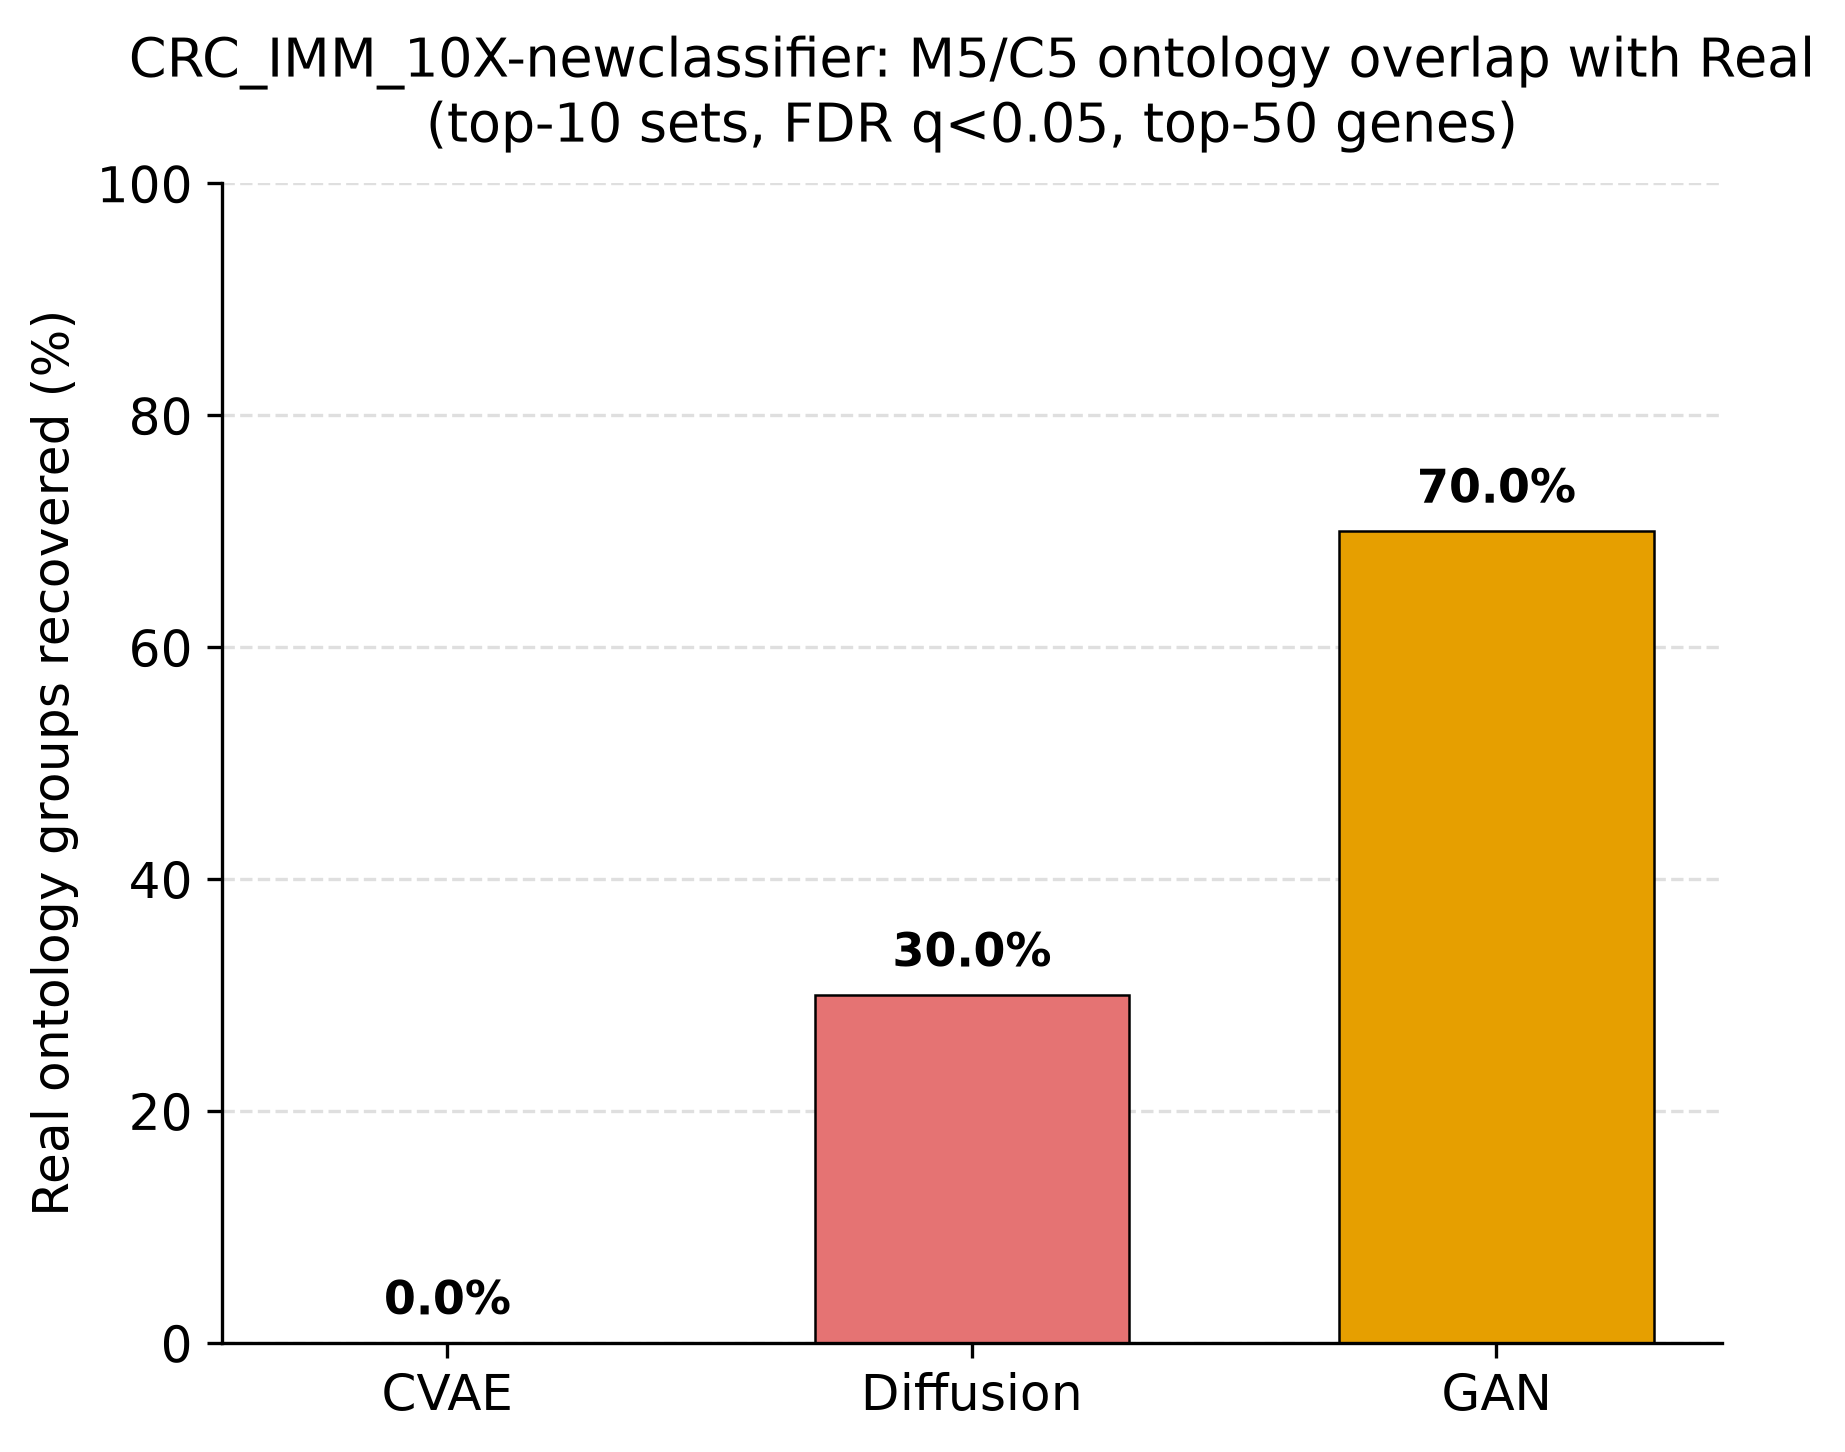 CRC_IMM_10X-newclassifier: M5/C5 ontology overlap with Real
(top-10 sets, FDR q<0.05, top-50 genes)
Real ontology groups recovered (%)
100
80
60
40
20
0
0.0%
30.0%
70.0%
CVAE
Diffusion
GAN